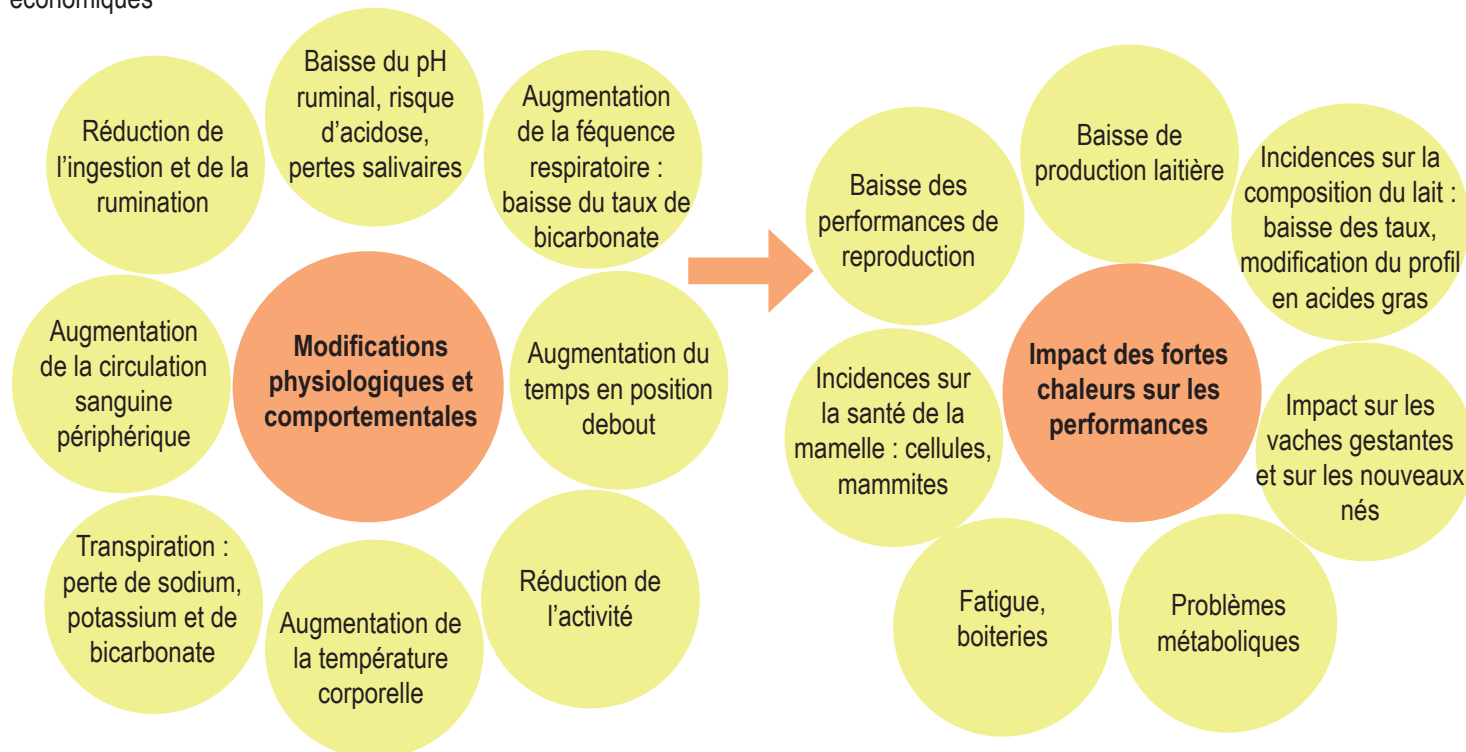 économiques
Baisse du pH
ruminal, risque
d’acidose,
pertes salivaires
Augmentation
de la féquence
respiratoire :
baisse du taux de
bicarbonate
Réduction de
l’ingestion et de la
rumination
Augmentation
de la circulation
sanguine
périphérique
Modifications
physiologiques et
comportementales
Augmentation du
temps en position
debout
Transpiration :
perte de sodium,
potassium et de
bicarbonate
Augmentation de
la température
corporelle
Réduction de
l’activité
Baisse des
performances de
reproduction
Baisse de
production laitière
Incidences sur la
composition du lait :
baisse des taux,
modification du profil
en acides gras
Incidences sur
la santé de la
mamelle : cellules,
mammites
Impact des fortes
chaleurs sur les
performances
Impact sur les
vaches gestantes
et sur les nouveaux
nés
Fatigue,
boiteries
Problèmes
métaboliques